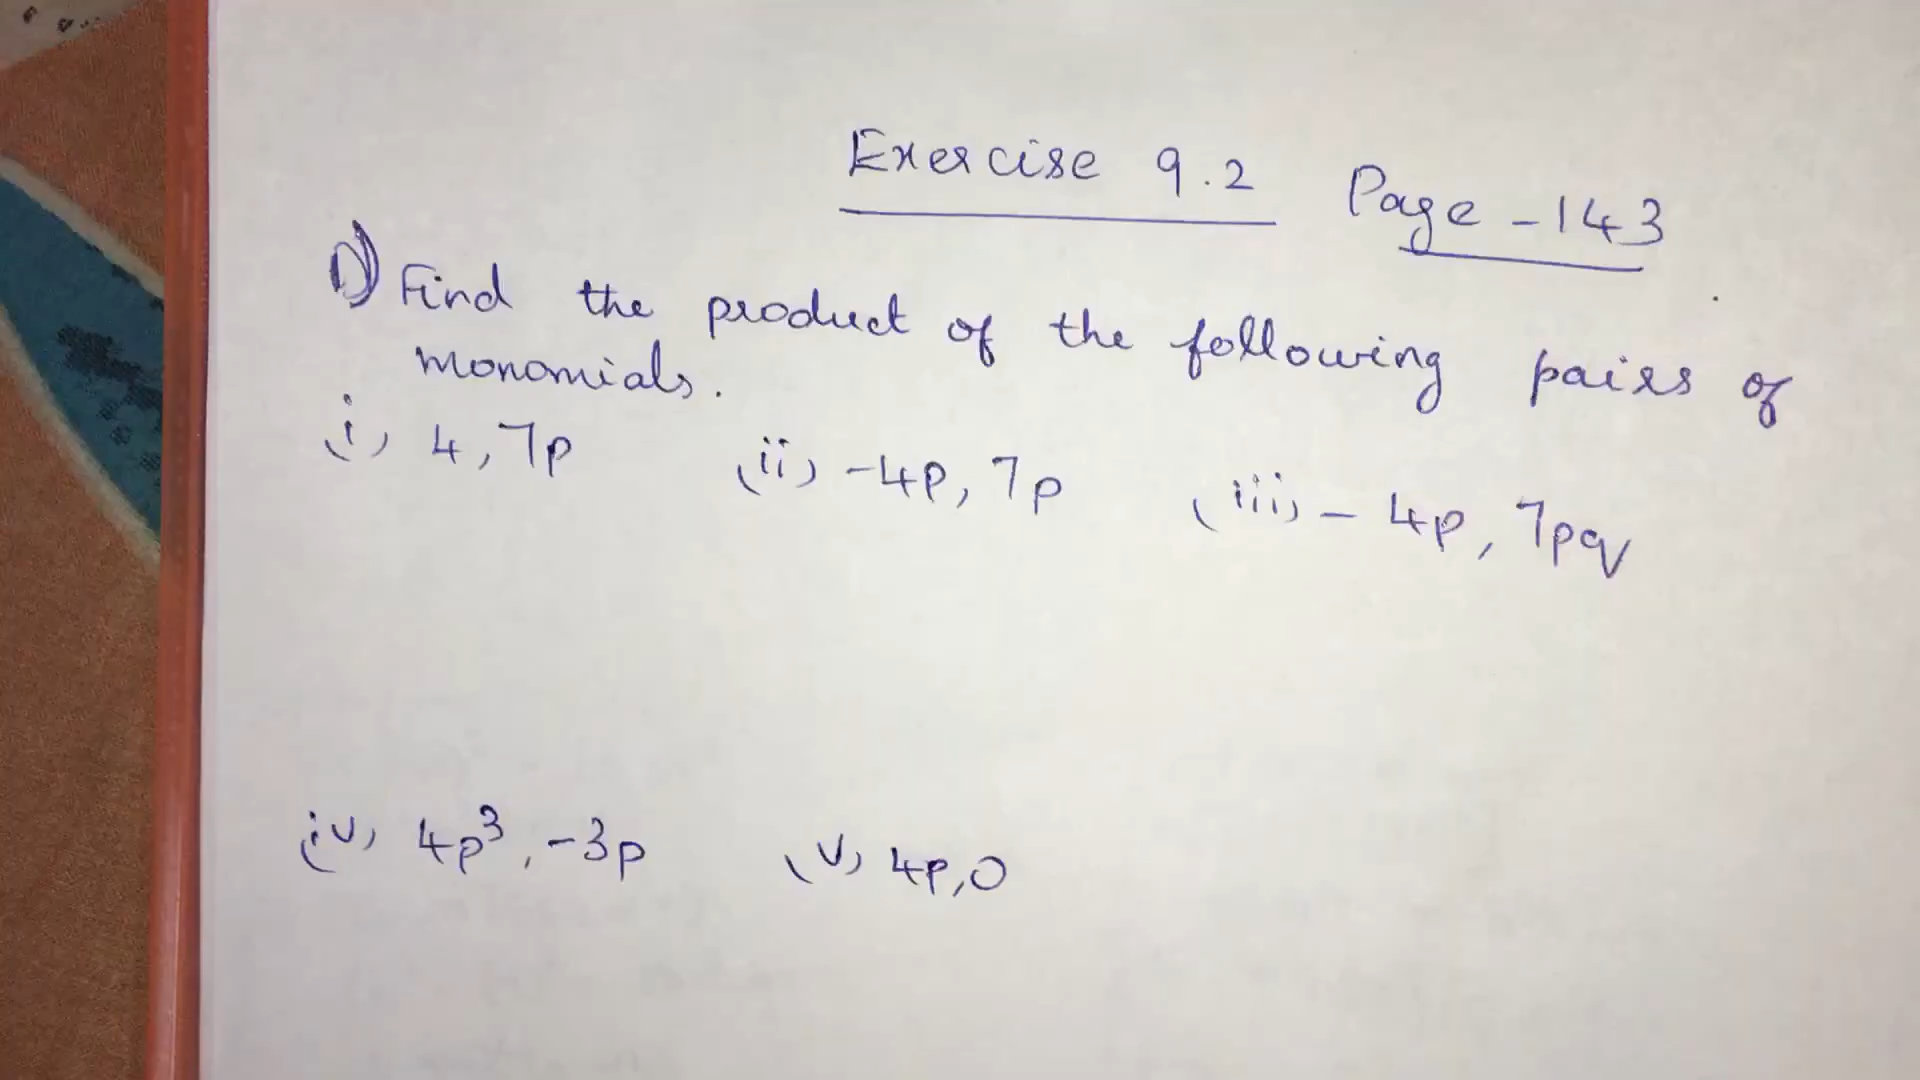 Exercise 9.2 Page - 143
1) Find the product of the following pairs of
monomials.
(i) 4, 7p (ii) -4p, 7p (iii) - 4p, 7pq
(iv) 4p³, -3p (v) 4p, 0